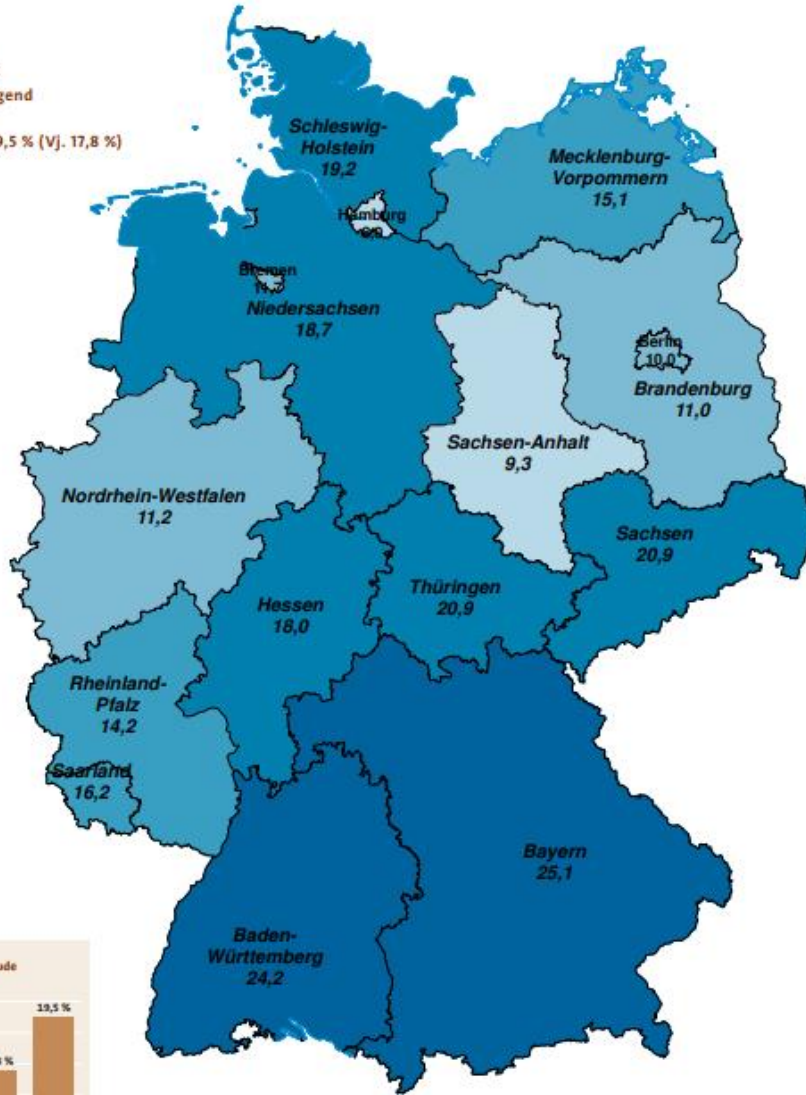 gend
9,5 % (Vj. 17,8 %)
Schleswig-
Holstein
19,2
Mecklenburg-
Vorpommern
15,1
Hamburg
Bremen
11,7
Niedersachsen
18,7
Berlin
10,0
Brandenburg
11,0
Sachsen-Anhalt
9,3
Nordrhein-Westfalen
11,2
Sachsen
20,9
Thüringen
20,9
Hessen
18,0
Rheinland-
Pfalz
14,2
Saarland
16,2
Bayern
25,1
Baden-
Württemberg
24,2
ude
19,5 %
%